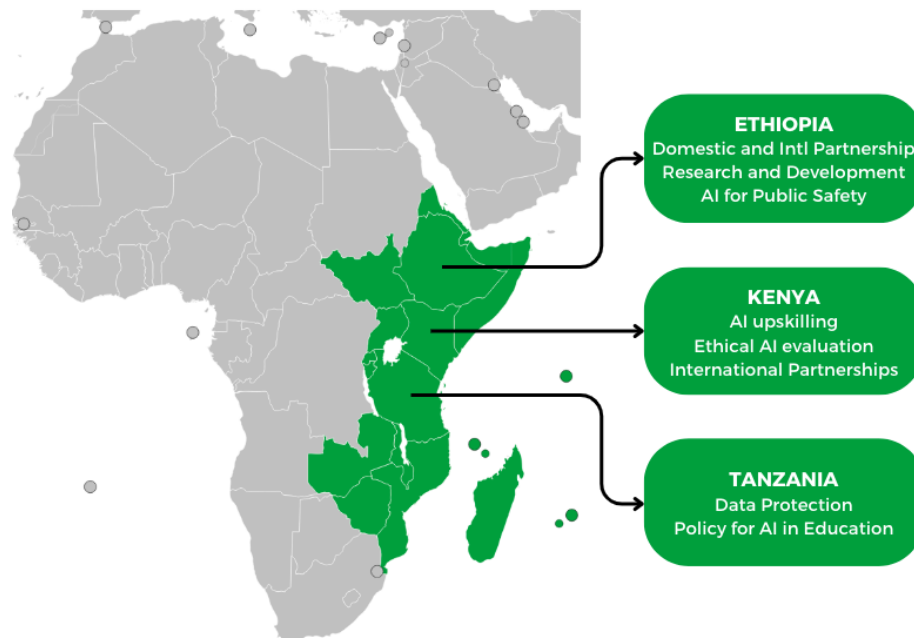 ETHIOPIA
Domestic and Intl Partnership
Research and Development
AI for Public Safety
KENYA
AI upskilling
Ethical AI evaluation
International Partnerships
TANZANIA
Data Protection
Policy for AI in Education